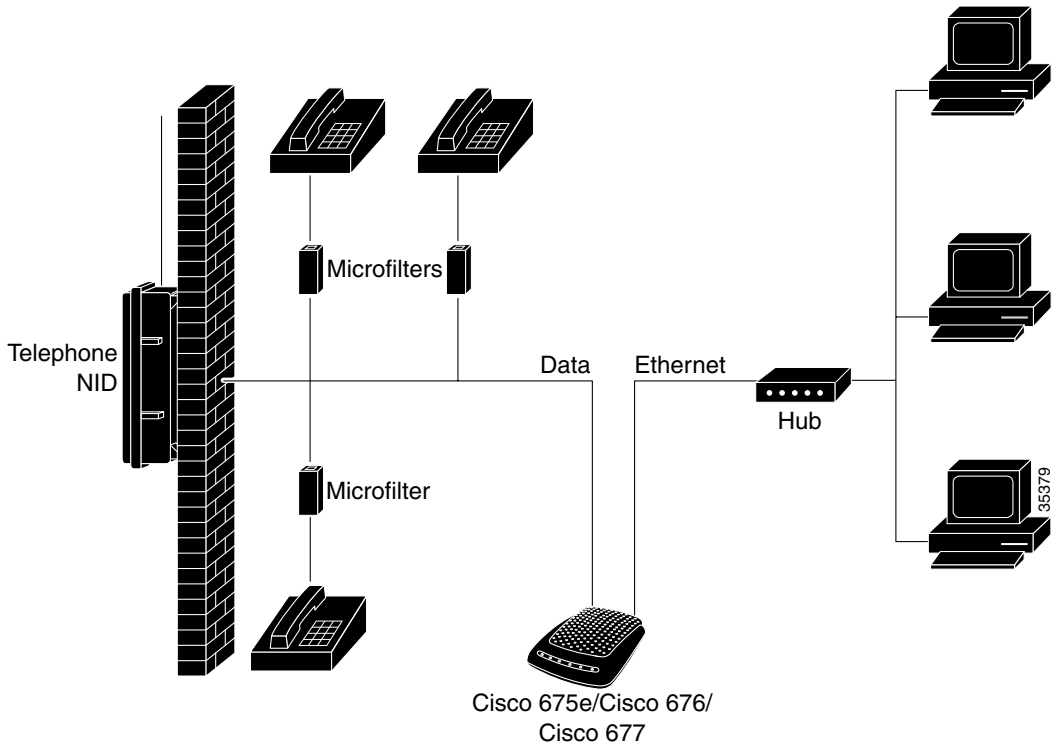 Microfilters
Telephone
NID
Data
Ethernet
Hub
Microfilter
35379
Cisco 675e/Cisco 676/
Cisco 677